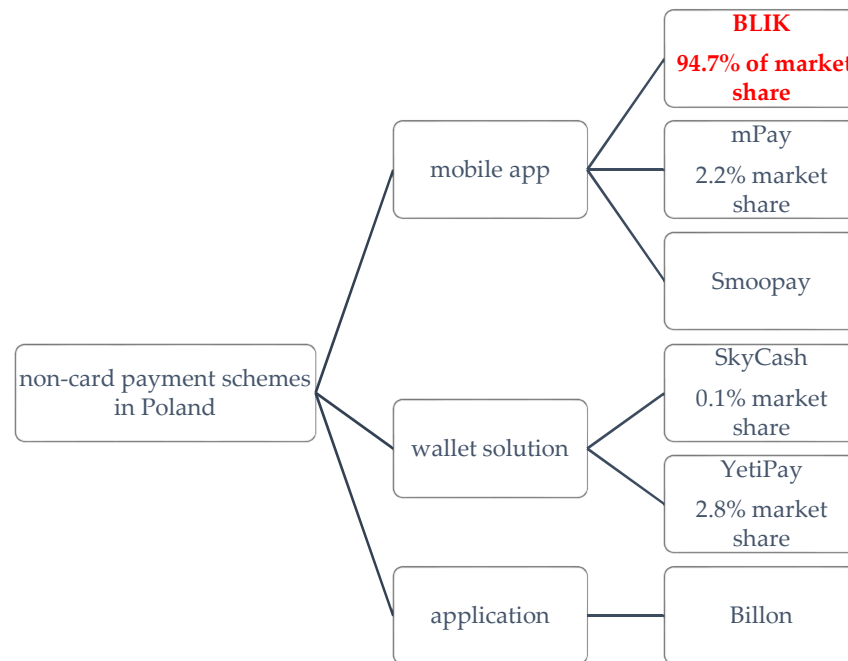 non-card payment schemes
in Poland
mobile app
BLIK
94.7% of market
share
mPay
2.2% market
share
Smoopay
wallet solution
SkyCash
0.1% market
share
YetiPay
2.8% market
share
application
Billon